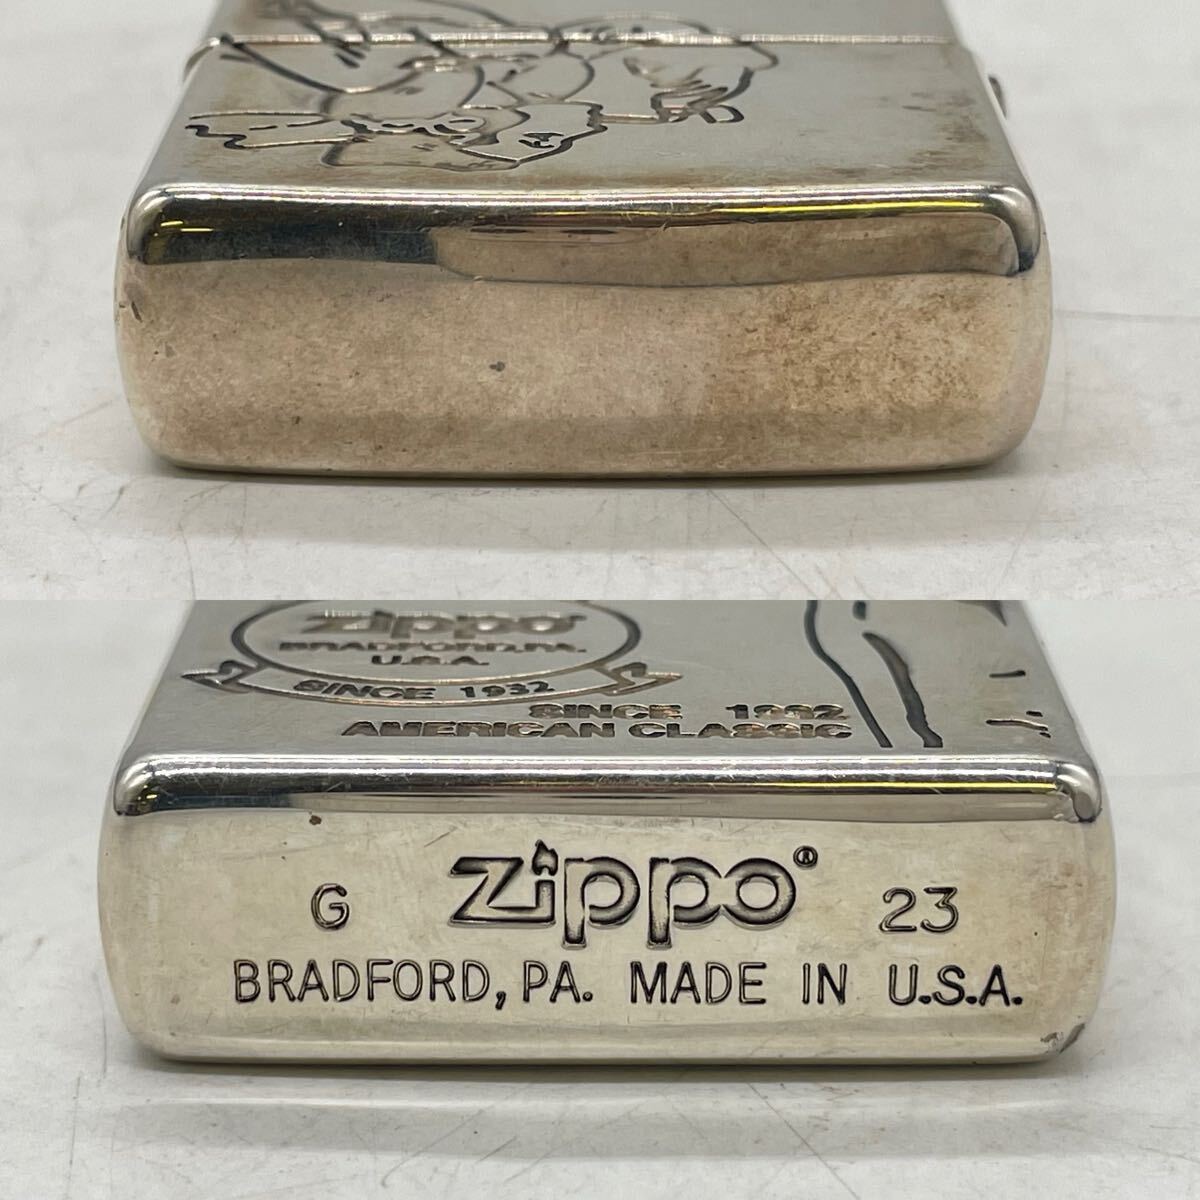 Zippo®
BRADFORD, PA.
U.S.A.
SINCE 1932
SINCE 1932
AMERICAN CLASSIC
G Zippo® 23
BRADFORD, PA. MADE IN U.S.A.